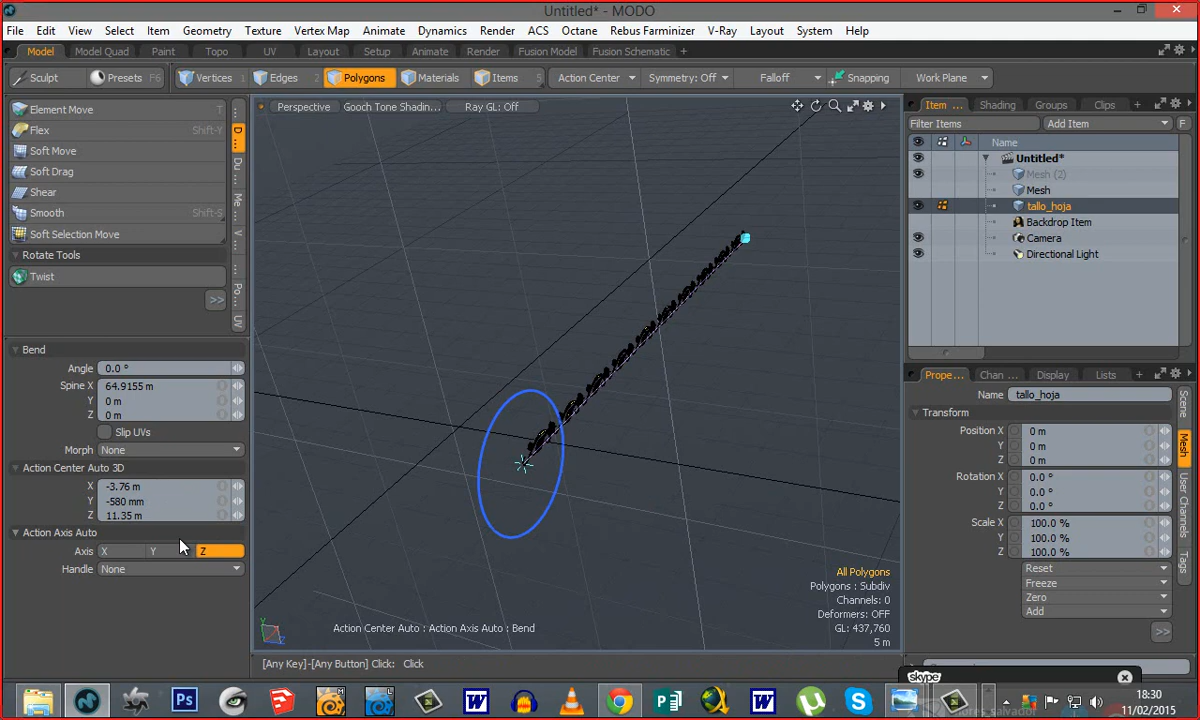 Untitled* - MODO
File Edit View Select Item Geometry Texture Vertex Map Animate Dynamics Render ACS Octane Rebus Farminizer V-Ray Layout System Help
Model Model Quad Paint Topo UV Layout Setup Animate Render Fusion Model Fusion Schematic +
Sculpt Presets F6 Vertices 1 Edges 2 Polygons Materials Items 5 Action Center Symmetry: Off Falloff Snapping Work Plane
Element Move T
Flex Shift-Y
Soft Move
Soft Drag
Shear
Smooth Shift-S
Soft Selection Move
Rotate Tools
Twist
>>
D ...
Du ...
Me ...
V ...
...
Po...
UV
Bend
Angle 0.0 °
Spine X 64.9155 m
Y 0 m
Z 0 m
Slip UVs
Morph None
Action Center Auto 3D
X -3.76 m
Y -580 mm
Z 11.35 m
Action Axis Auto
Axis X Y Z
Handle None
Perspective Gooch Tone Shadin... Ray GL: Off
All Polygons
Polygons : Subdiv
Channels: 0
Deformers: OFF
GL: 437,760
5 m
Action Center Auto : Action Axis Auto : Bend
[Any Key]-[Any Button] Click: Click
Item ... Shading Groups Clips +
Filter Items Add Item F
Name
Untitled*
Mesh (2)
Mesh
tallo_hoja
Backdrop Item
Camera
Directional Light
Prope... Chan ... Display Lists +
Name tallo_hoja
Transform
Position X 0 m
Y 0 m
Z 0 m
Rotation X 0.0 °
Y 0.0 °
Z 0.0 °
Scale X 100.0 %
Y 100.0 %
Z 100.0 %
Reset
Freeze
Zero
Add
>>
Scene
Mesh
User Channels
Tags
skype
18:30
11/02/2015